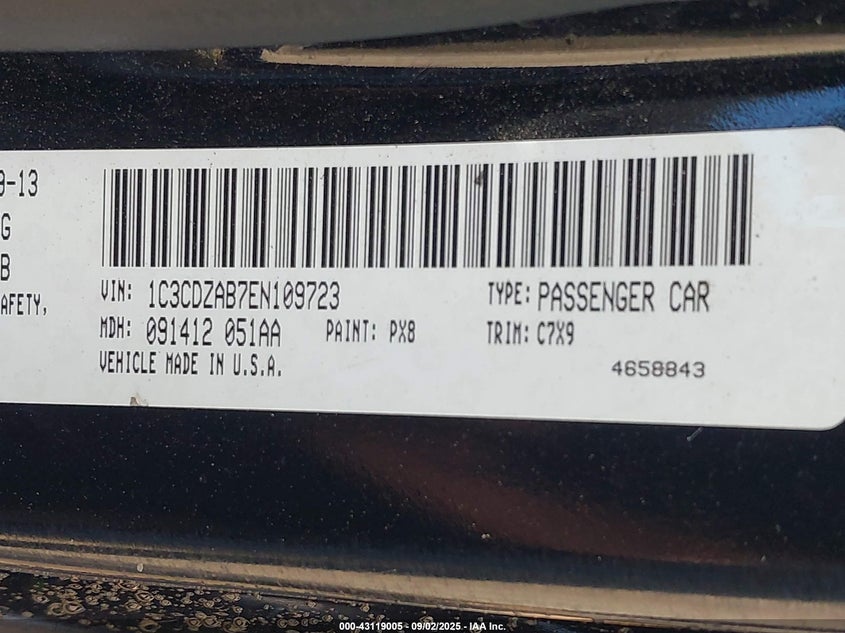 9-13
G
B
AFETY,
VIN: 1C3CDZAB7EN109723
TYPE: PASSENGER CAR
MDH: 091412 051AA
PAINT: PX8
TRIM: C7X9
VEHICLE MADE IN U.S.A.
4658843
000-43119005 - 09/02/2025 - IAA Inc.